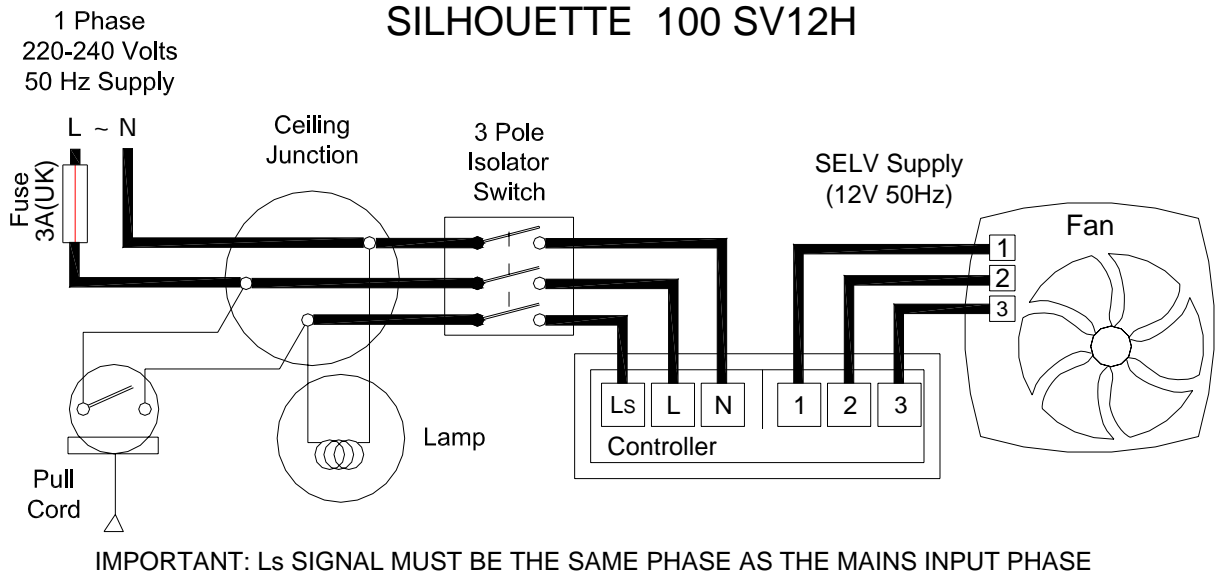 SILHOUETTE 100 SV12H
1 Phase
220-240 Volts
50 Hz Supply
L ~ N
Fuse
3A(UK)
Ceiling
Junction
3 Pole
Isolator
Switch
SELV Supply
(12V 50Hz)
Fan
1
2
3
Ls L N 1 2 3
Controller
Lamp
Pull
Cord
IMPORTANT: Ls SIGNAL MUST BE THE SAME PHASE AS THE MAINS INPUT PHASE